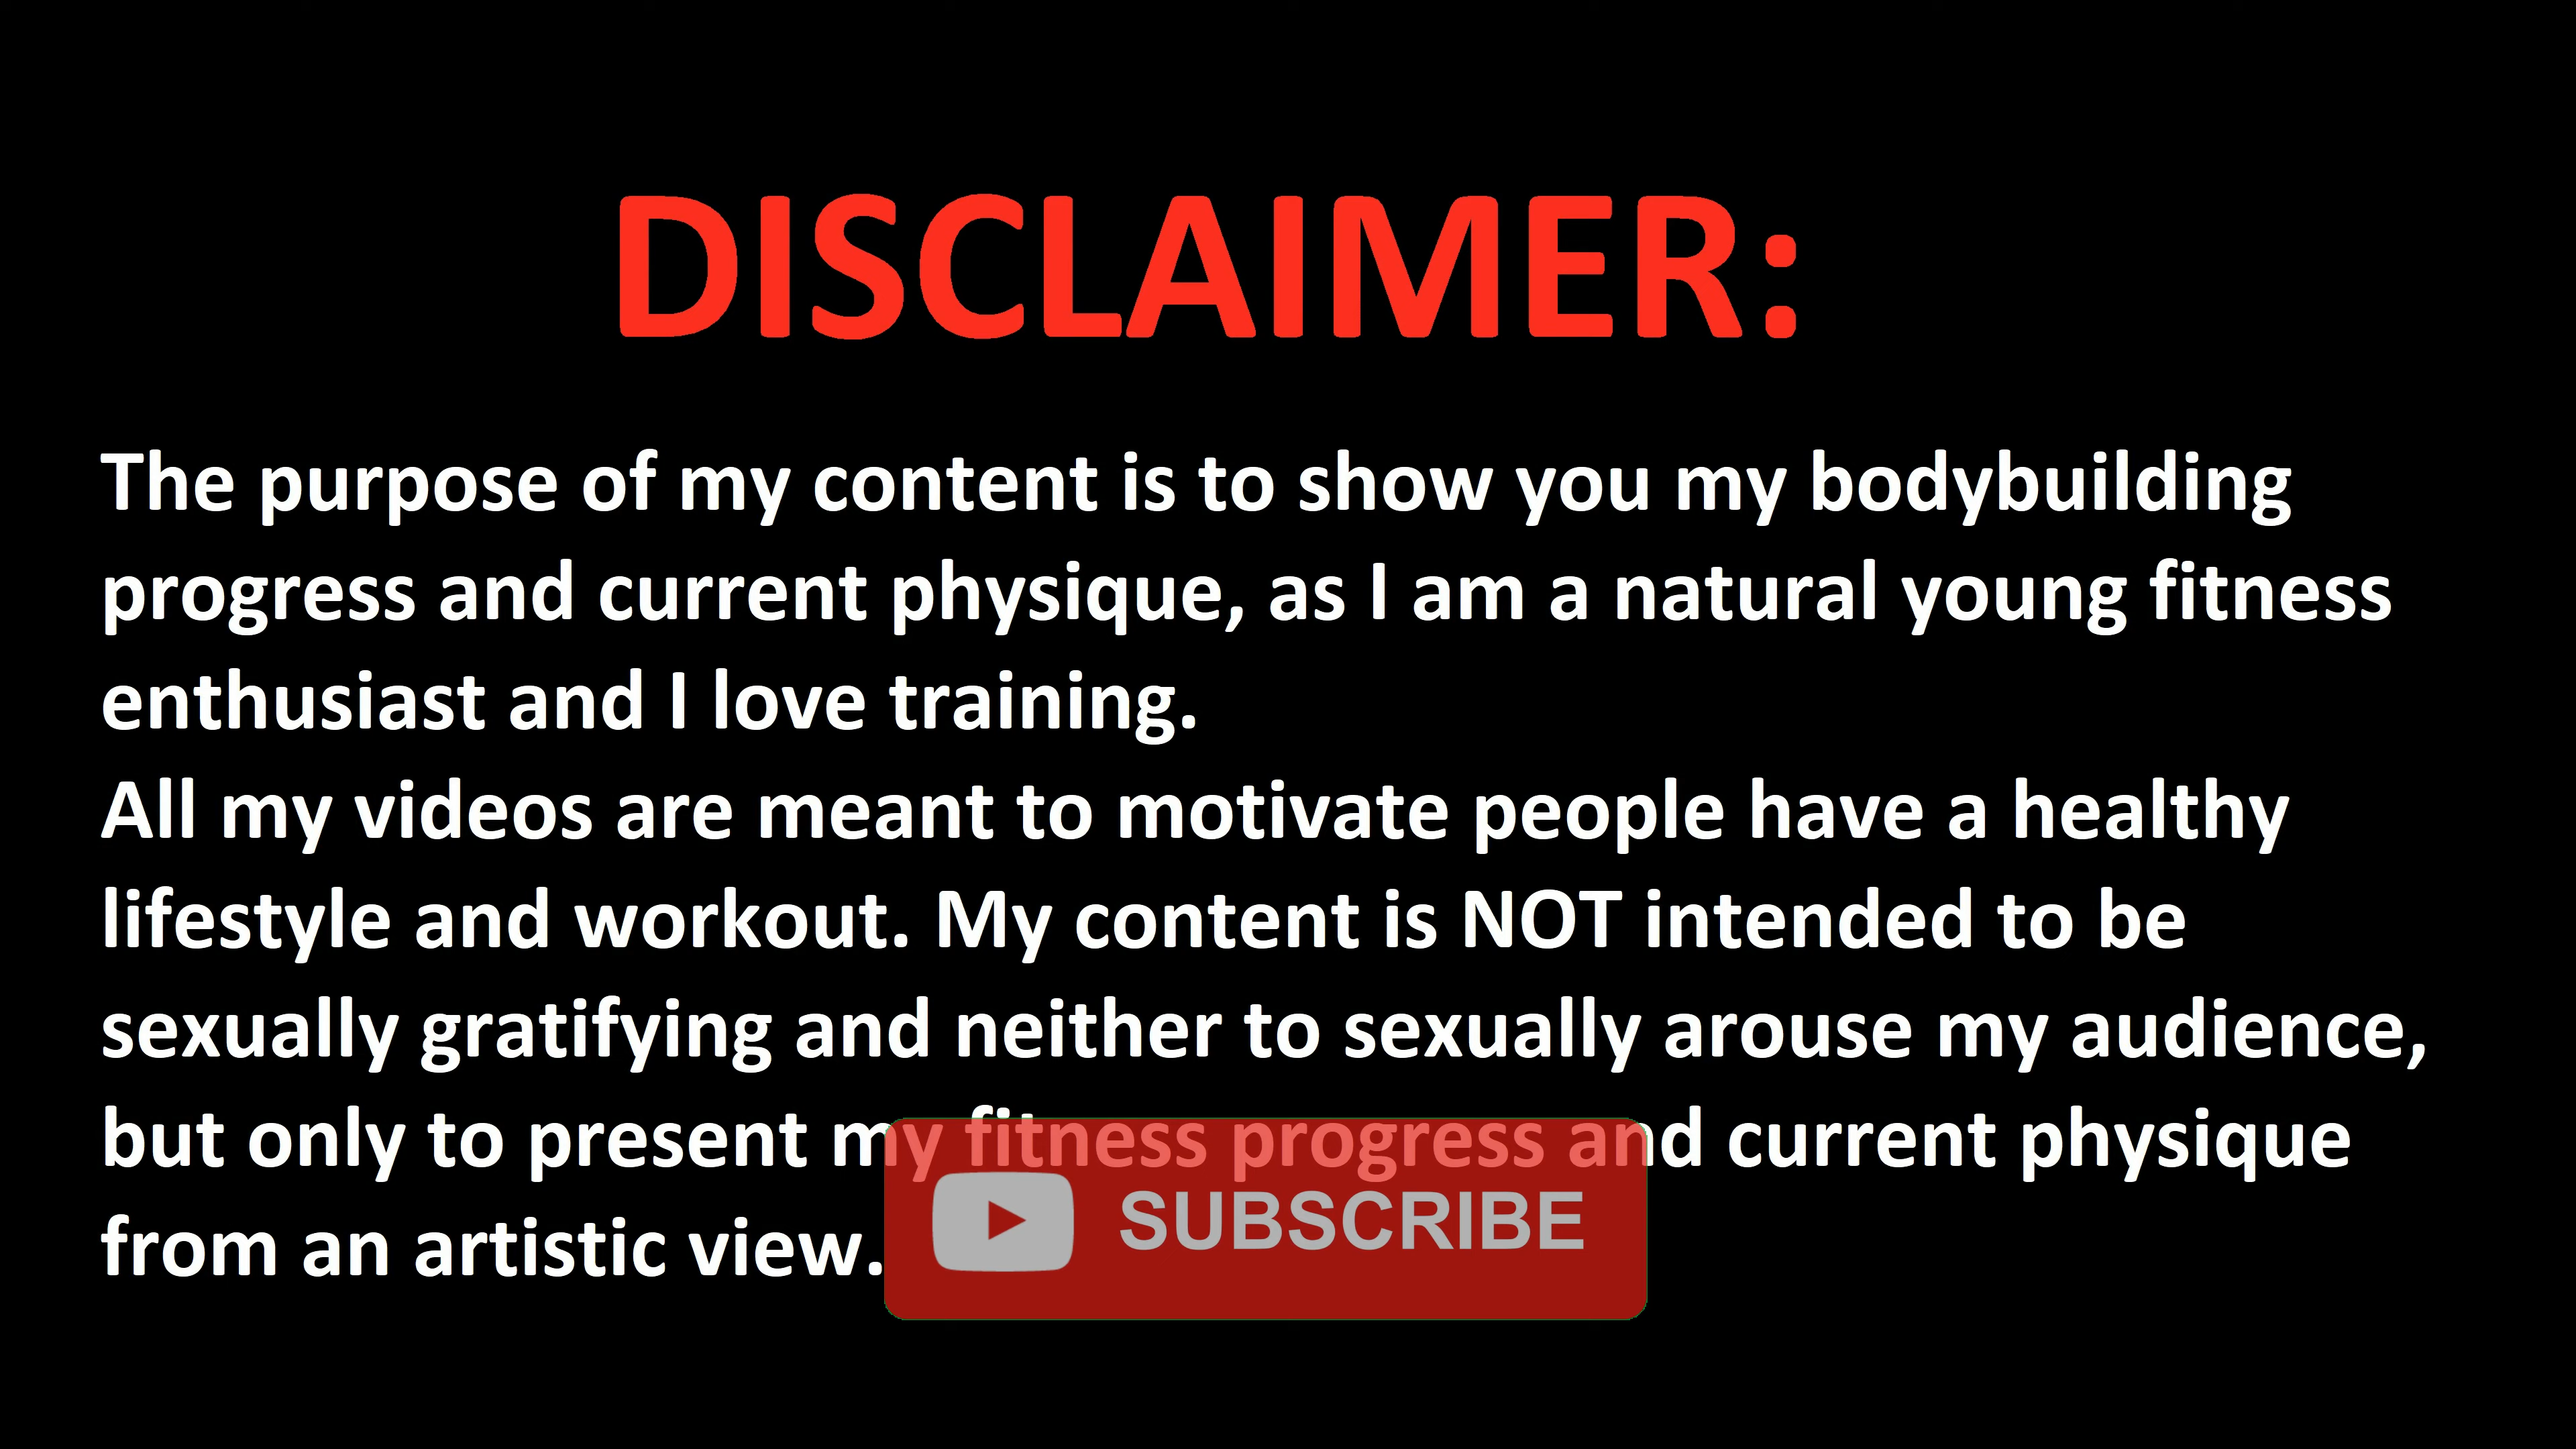 DISCLAIMER:
The purpose of my content is to show you my bodybuilding
progress and current physique, as I am a natural young fitness
enthusiast and I love training.
All my videos are meant to motivate people have a healthy
lifestyle and workout. My content is NOT intended to be
sexually gratifying and neither to sexually arouse my audience,
but only to present my fitness progress and current physique
from an artistic view.
SUBSCRIBE